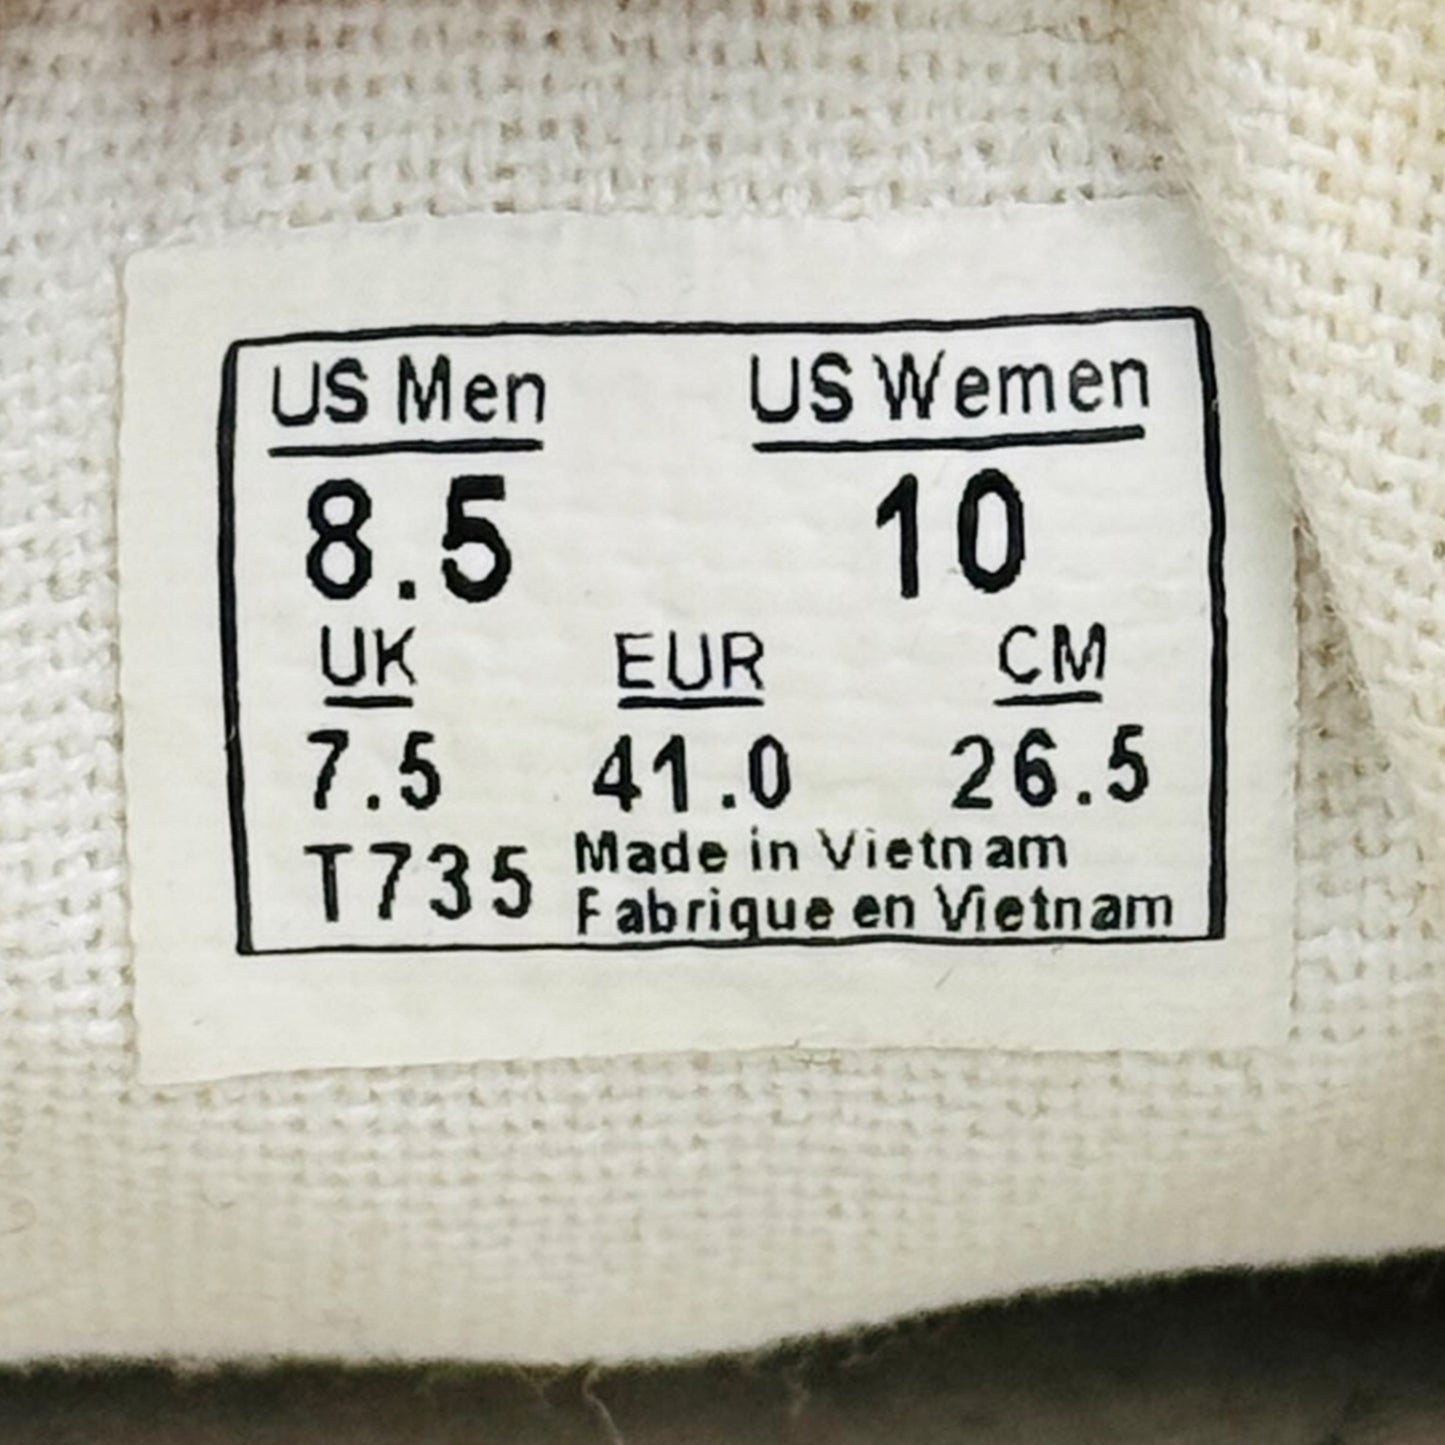 US Men US Wemen
8.5 10
UK EUR CM
7.5 41.0 26.5
T735 Made in Vietnam
Fabrique en Vietnam